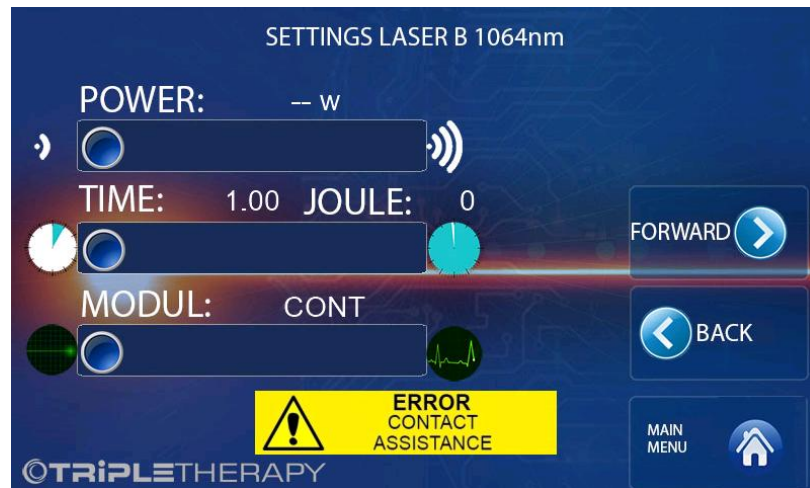 SETTINGS LASER B 1064nm
POWER: -- W
TIME: 1.00 JOULE: 0
FORWARD
MODUL: CONT
BACK
ERROR
CONTACT
ASSISTANCE
MAIN
MENU
©TRiPLETHERAPY